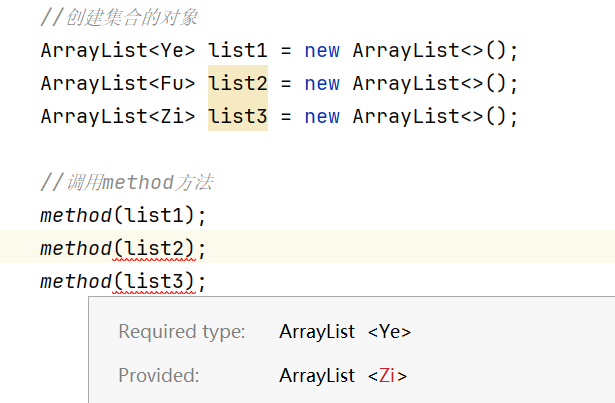 //创建集合的对象
ArrayList<Ye> list1 = new ArrayList<>();
ArrayList<Fu> list2 = new ArrayList<>();
ArrayList<Zi> list3 = new ArrayList<>();
//调用method方法
method(list1);
method(list2);
method(list3);
Required type: ArrayList <Ye>
Provided: ArrayList <Zi>